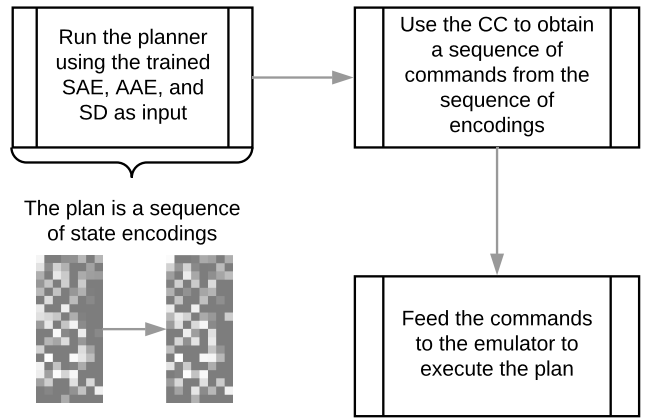 Run the planner
using the trained
SAE, AAE, and
SD as input
Use the CC to obtain
a sequence of
commands from the
sequence of
encodings
The plan is a sequence
of state encodings
Feed the commands
to the emulator to
execute the plan